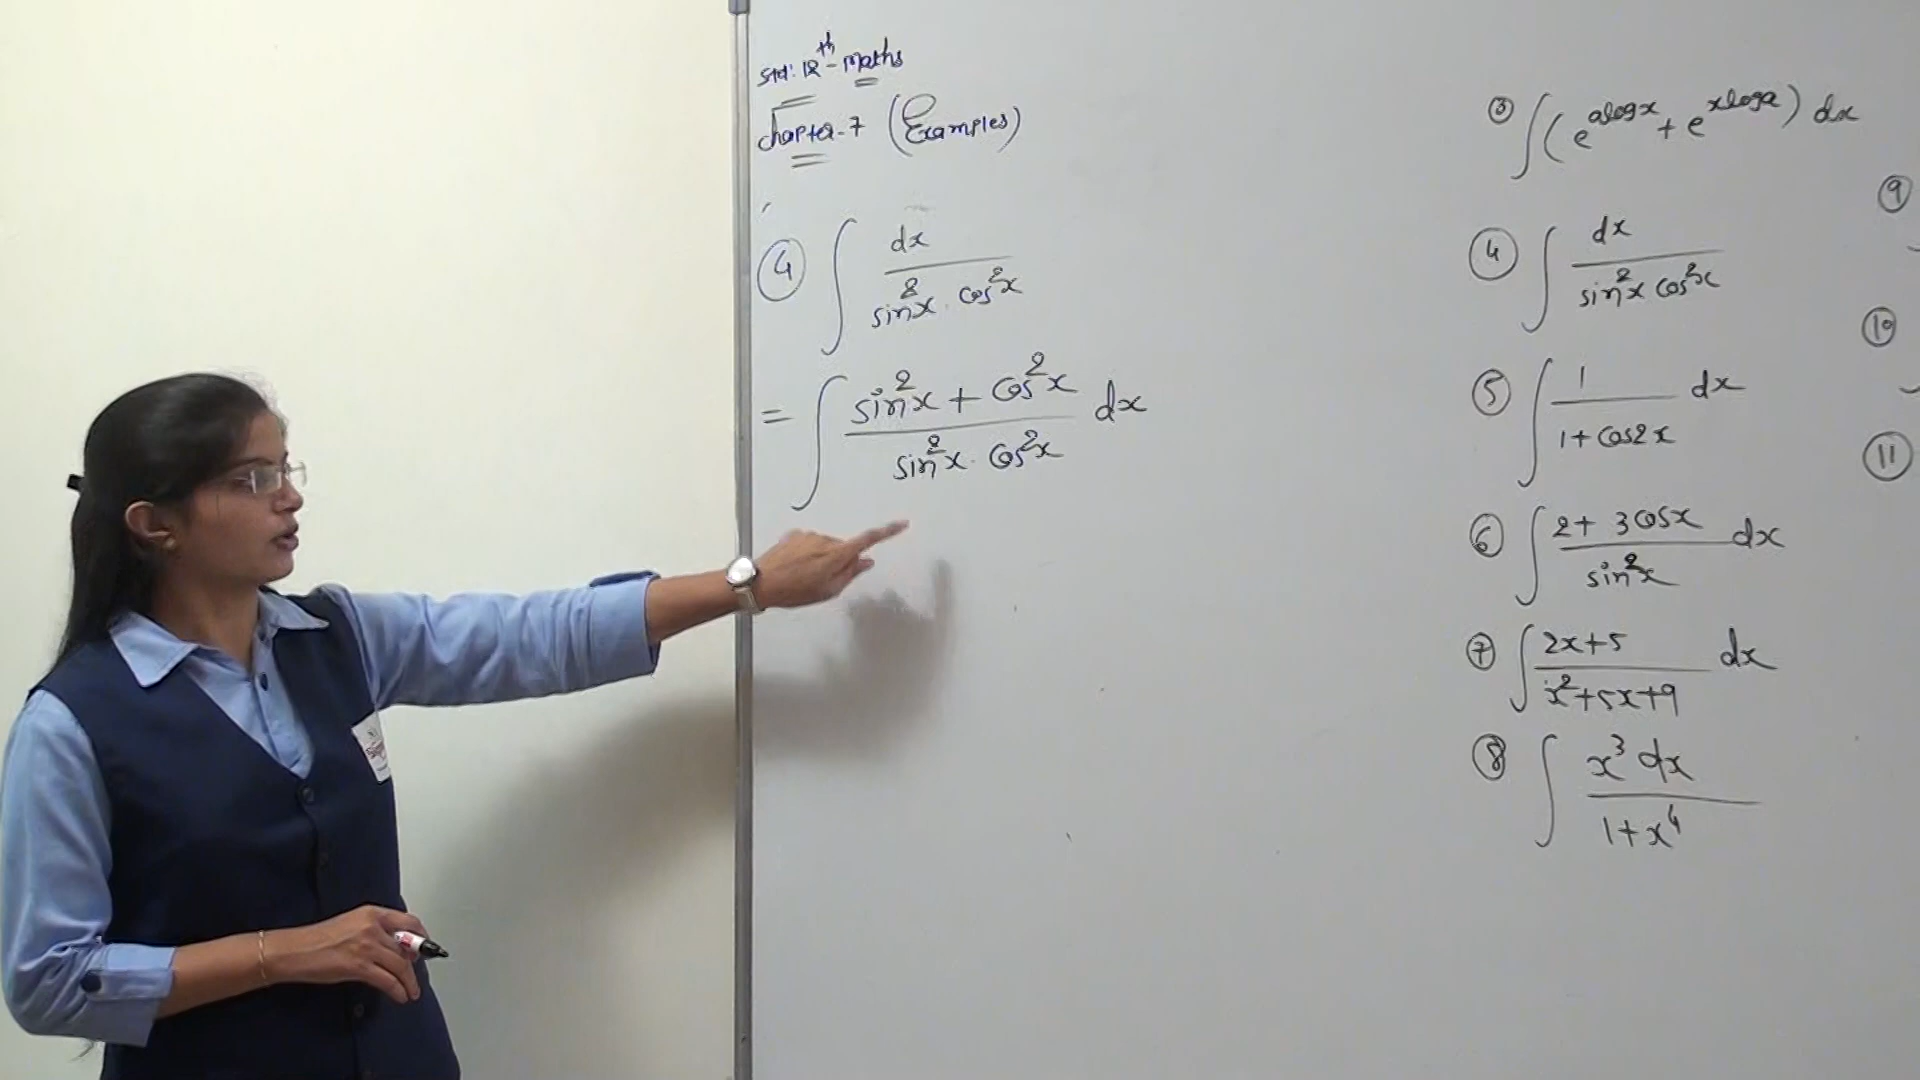 Std: 12th - Maths
Chapter-7 (Examples)
④ ∫ dx / sin²x · cos²x
= ∫ sin²x + cos²x / sin²x · cos²x dx
③ ∫ (e^alogx + e^xloga) dx
④ ∫ dx / sin²x cos²x
⑤ ∫ 1 / 1+cos2x dx
⑥ ∫ 2+ 3cosx / sin²x dx
⑦ ∫ 2x+5 / x²+5x+9 dx
⑧ ∫ x³ dx / 1+x⁴
⑨
⑩
⑪